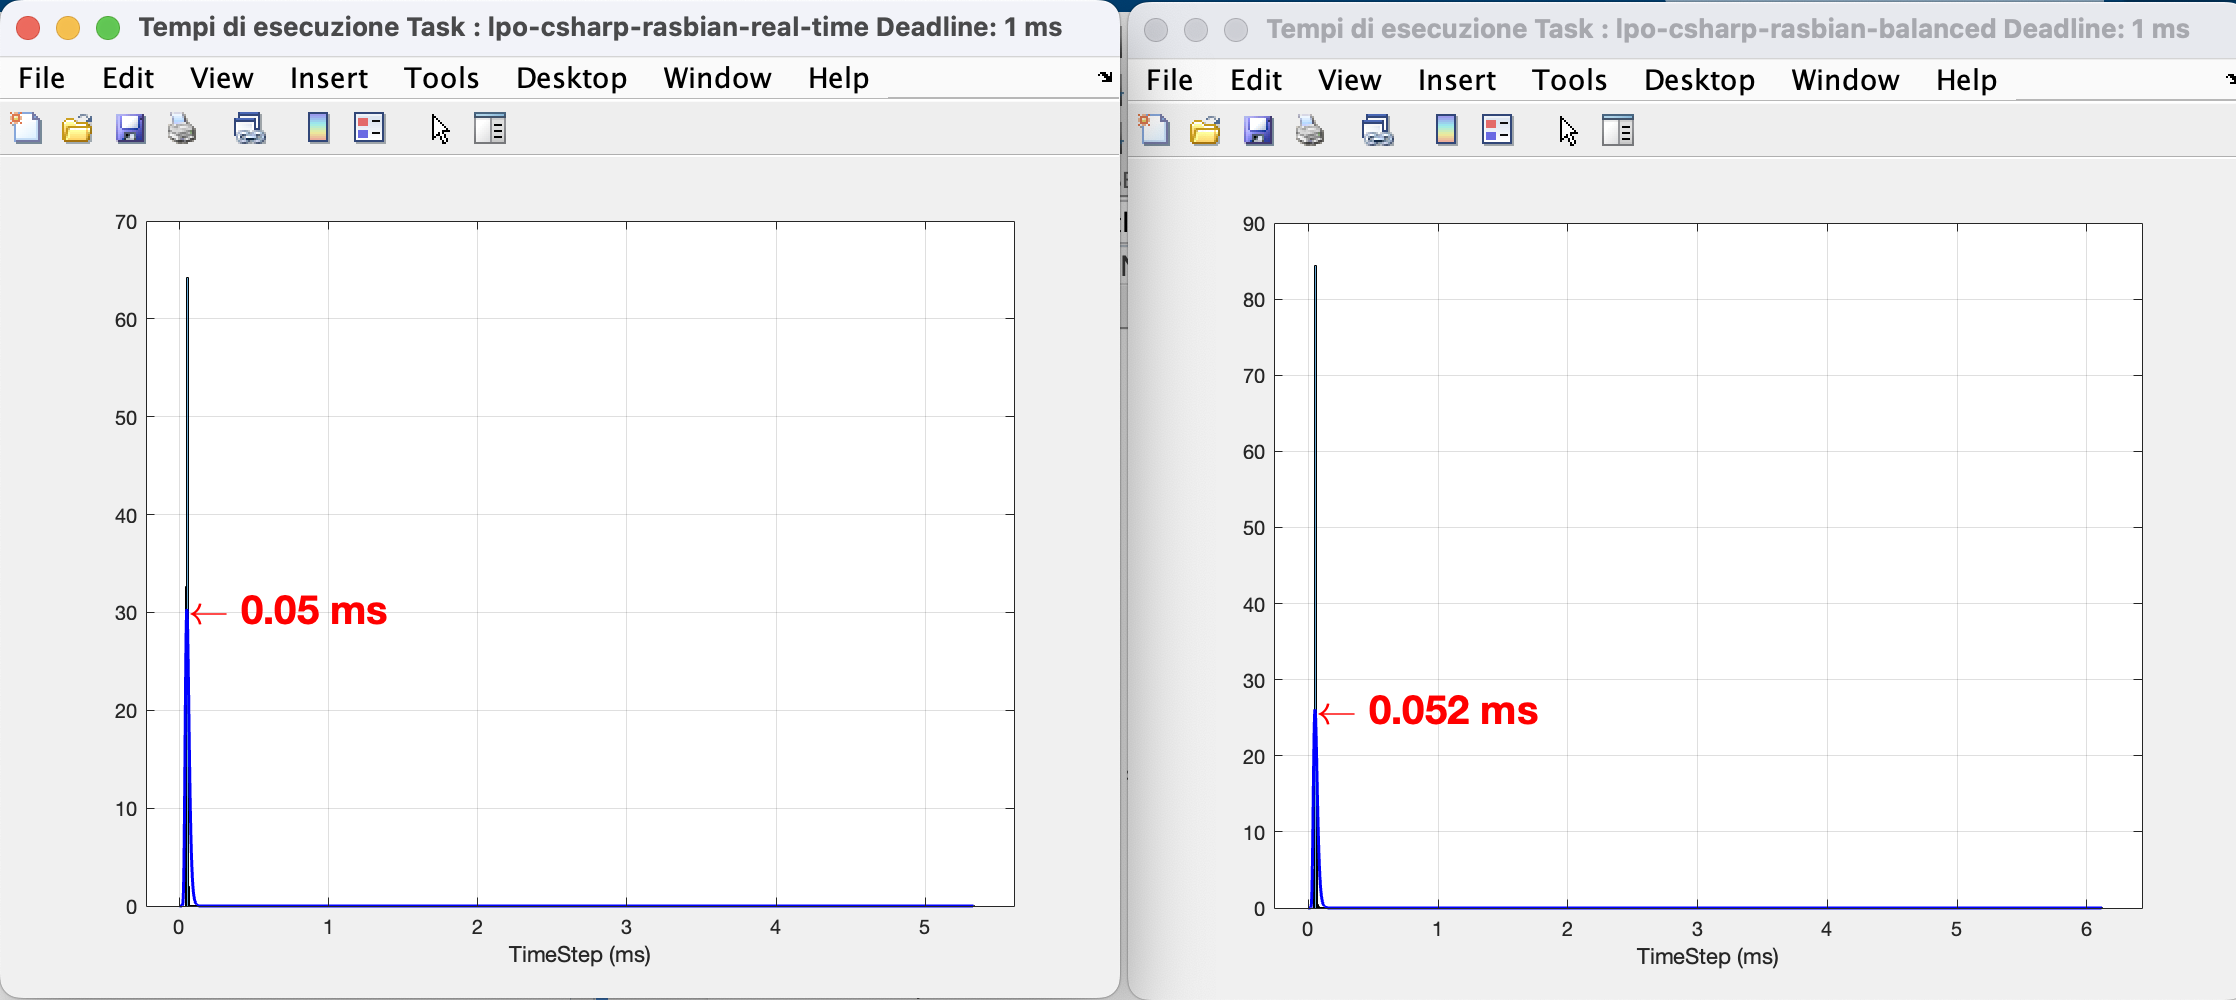 Tempi di esecuzione Task : lpo-csharp-rasbian-real-time Deadline: 1 ms
File Edit View Insert Tools Desktop Window Help
70
60
50
40
30
20
10
0
← 0.05 ms
0 1 2 3 4 5
TimeStep (ms)
Tempi di esecuzione Task : lpo-csharp-rasbian-balanced Deadline: 1 ms
File Edit View Insert Tools Desktop Window Help
90
80
70
60
50
40
30
20
10
0
← 0.052 ms
0 1 2 3 4 5 6
TimeStep (ms)